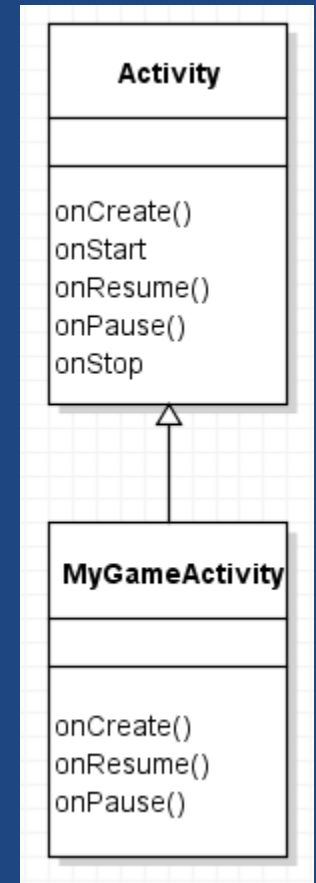 Activity
onCreate()
onStart
onResume()
onPause()
onStop
MyGameActivity
onCreate()
onResume()
onPause()